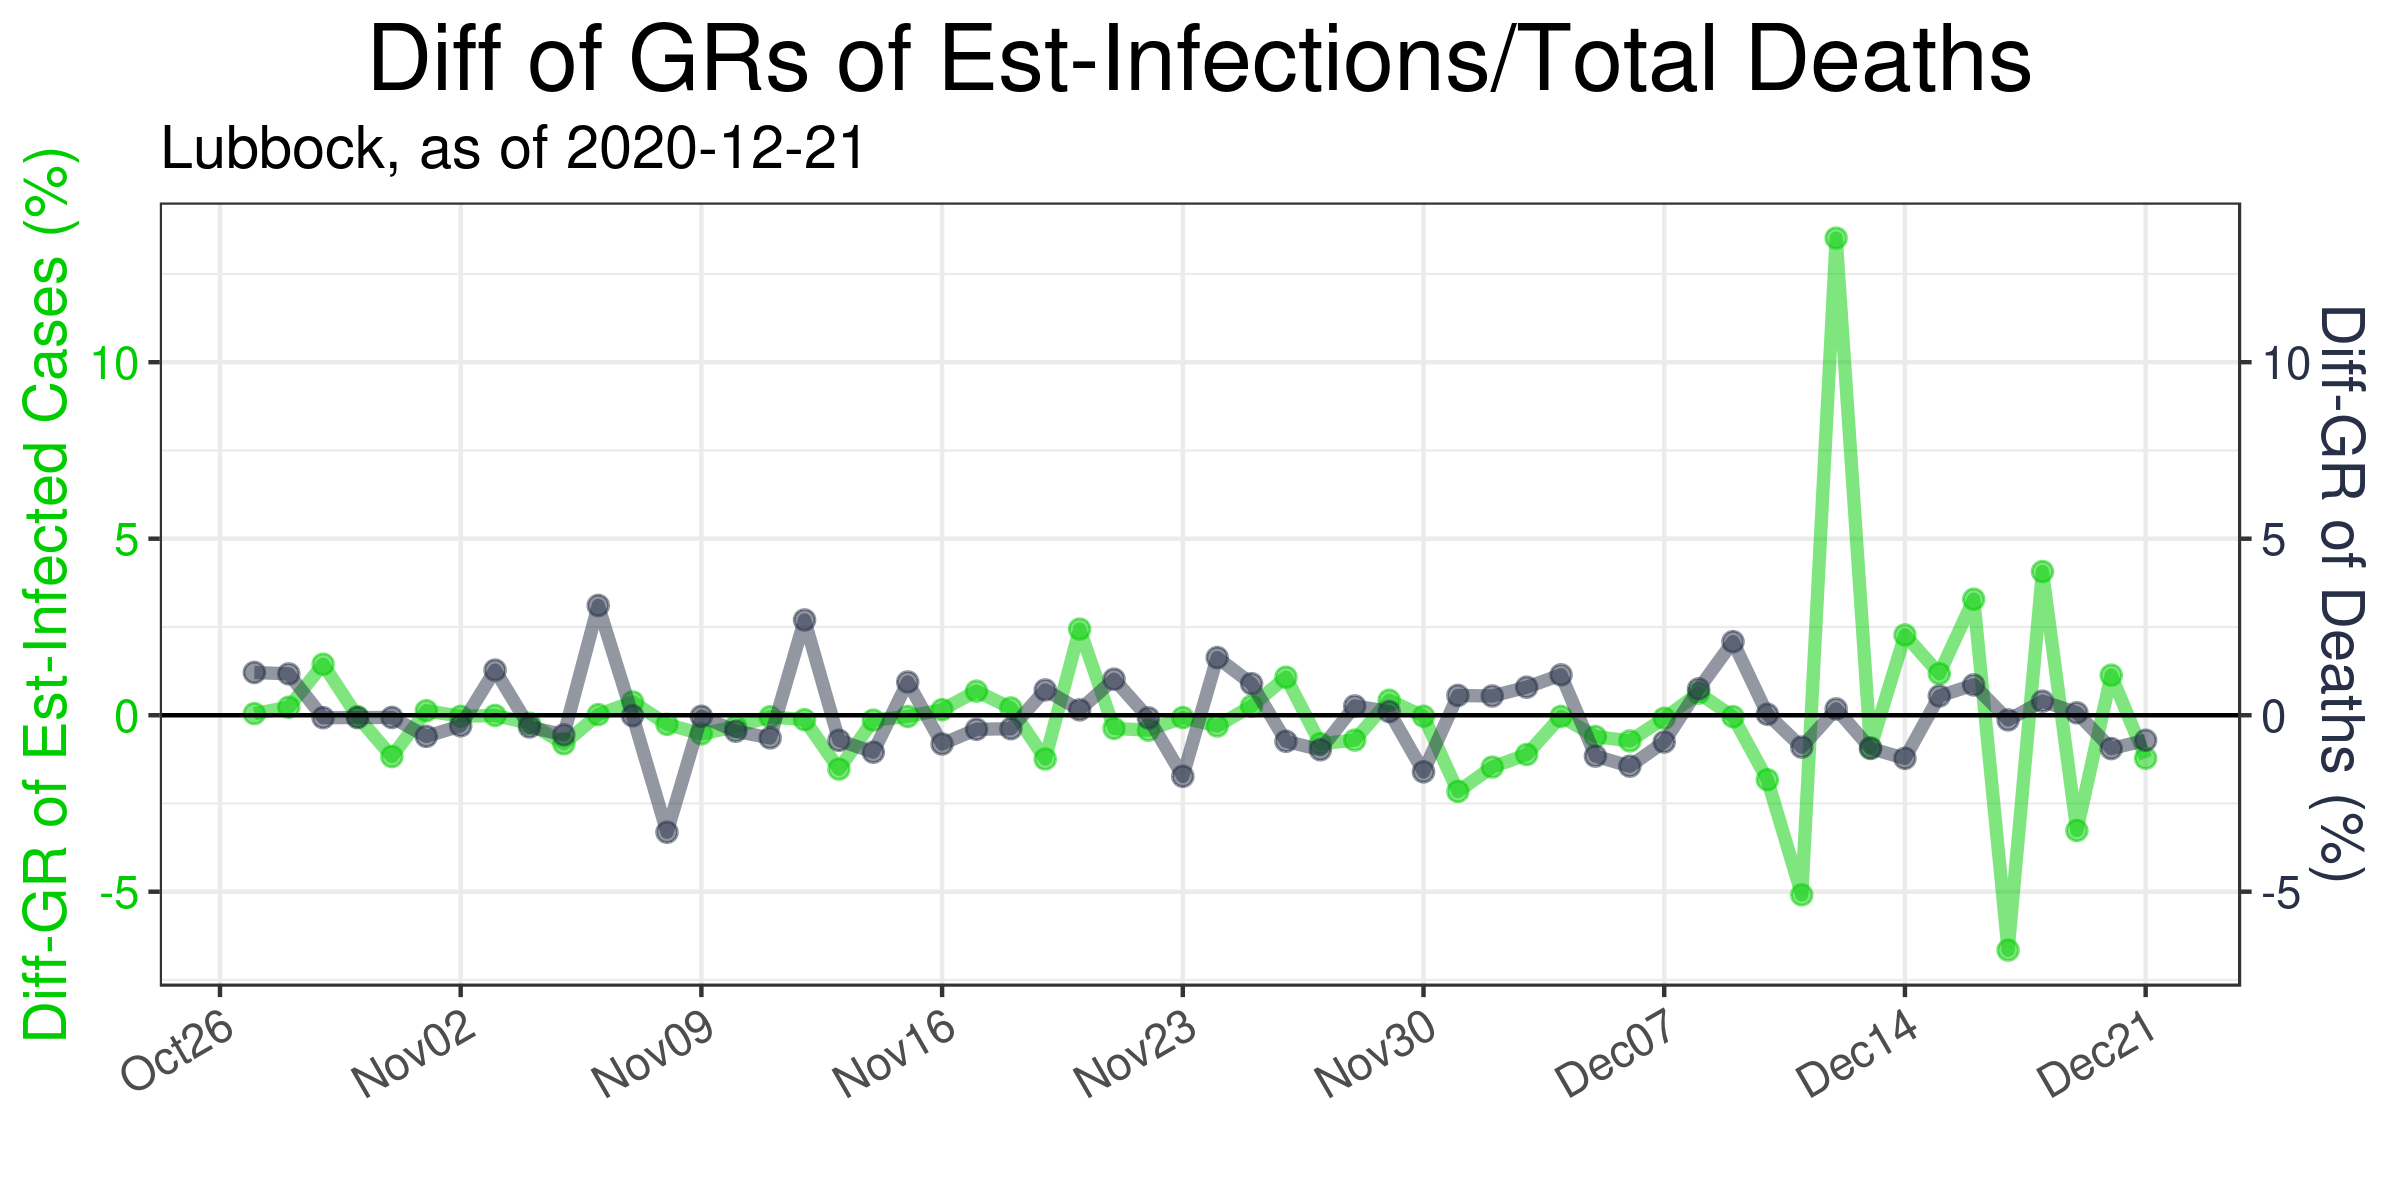 Diff of GRs of Est-Infections/Total Deaths
Lubbock, as of 2020-12-21
Diff-GR of Est-Infected Cases (%)
10
5
0
-5
10
5
0
-5
Diff-GR of Deaths (%)
Oct26
Nov02
Nov09
Nov16
Nov23
Nov30
Dec07
Dec14
Dec21